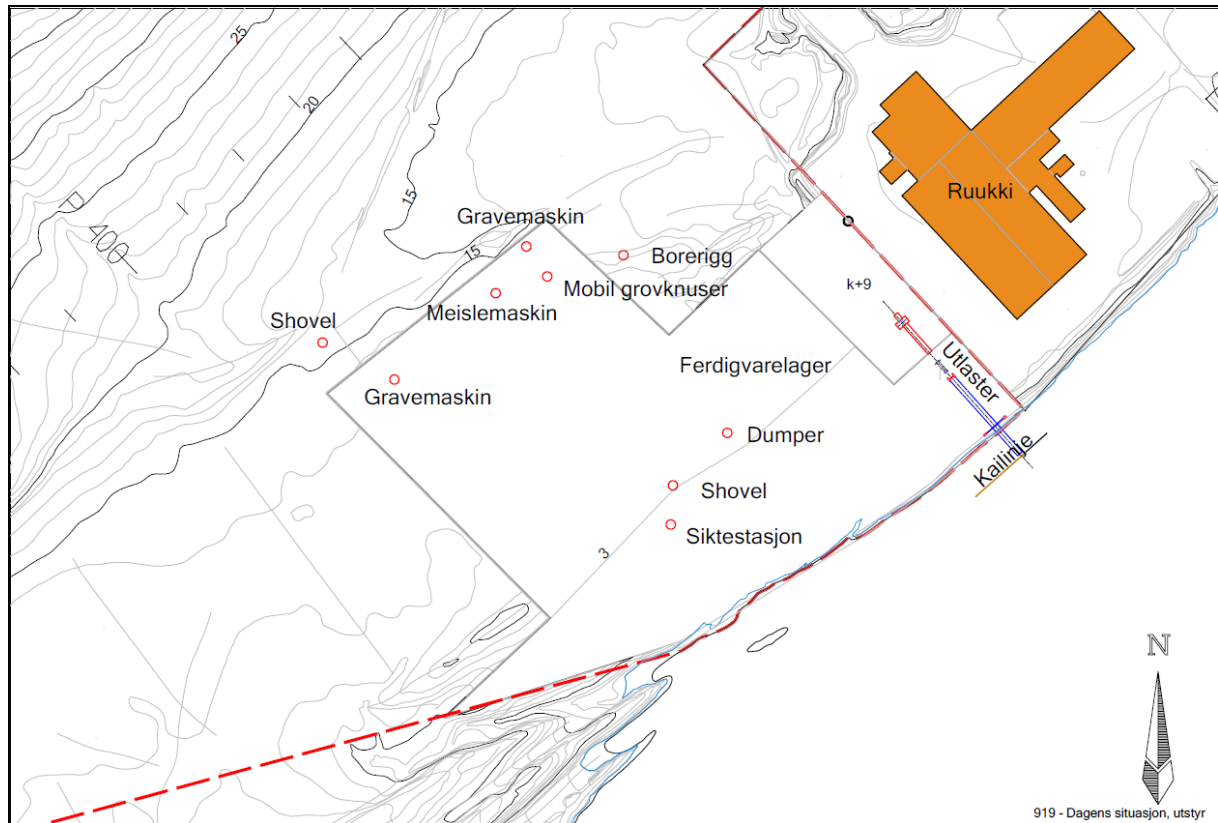 25
20
15
400
Ruukki
Gravemaskin
15
Borerigg
Mobil grovknuser
k+9
Meislemaskin
Shovel
Utlaster
Ferdigvarelager
Gravemaskin
Dumper
Kailinje
Shovel
Siktestasjon
3
N
919 - Dagens situasjon, utstyr